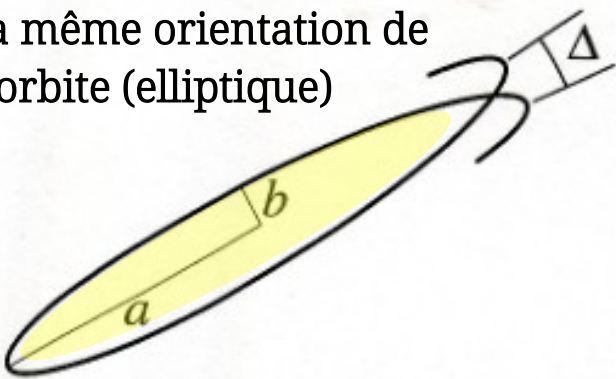 a même orientation de
orbite (elliptique)
Δ
b
a